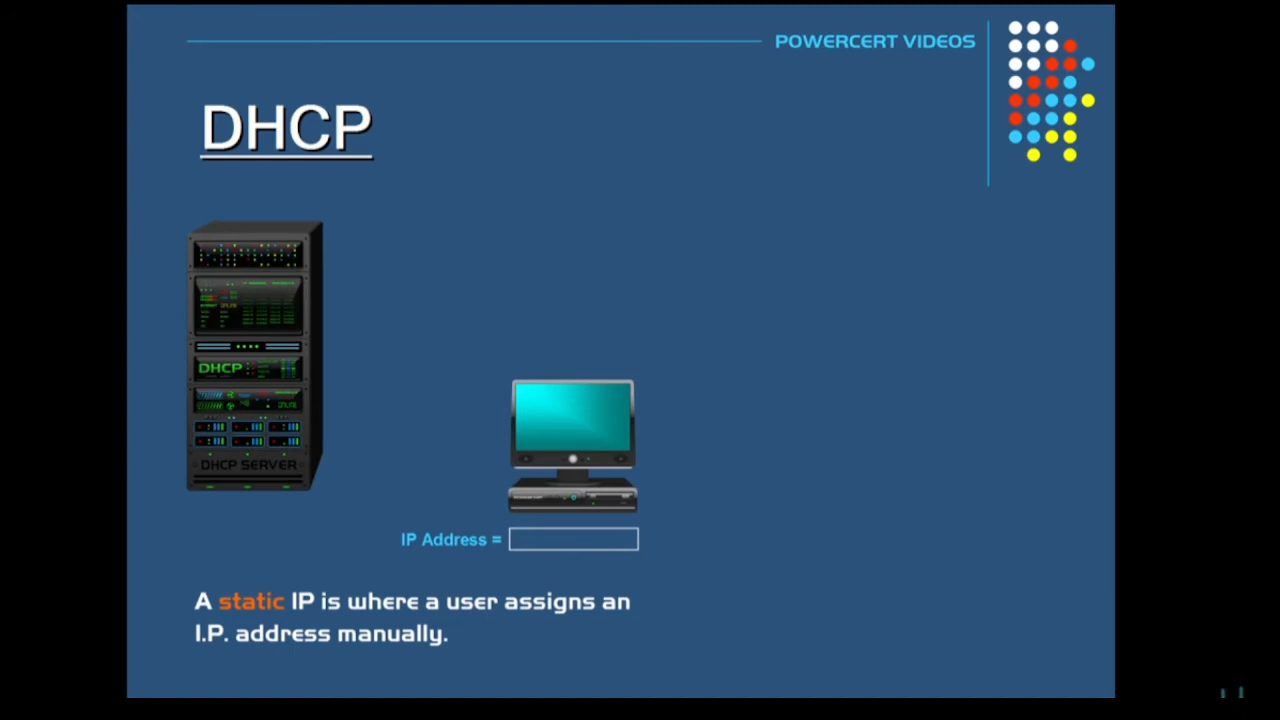 POWERCERT VIDEOS
DHCP
DHCP
DHCP SERVER
IP Address =
A static IP is where a user assigns an
I.P. address manually.